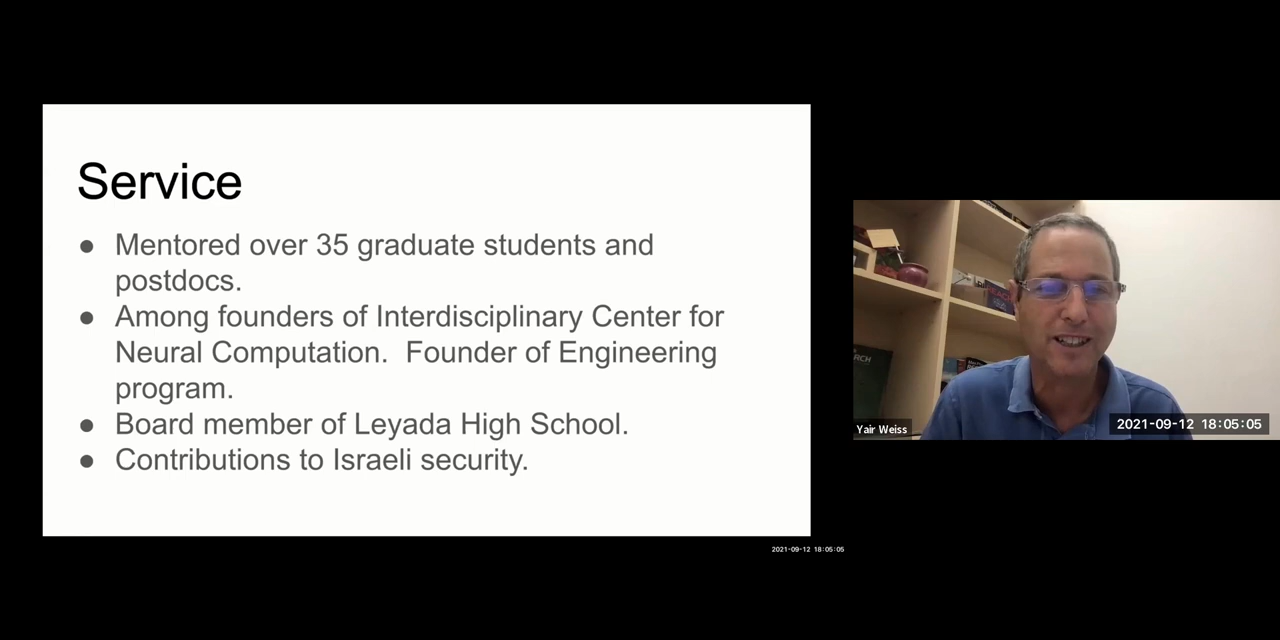 Service
● Mentored over 35 graduate students and
postdocs.
● Among founders of Interdisciplinary Center for
Neural Computation. Founder of Engineering
program.
● Board member of Leyada High School.
● Contributions to Israeli security.
2021-09-12 18:05:05
Yair Weiss
2021-09-12 18:05:05